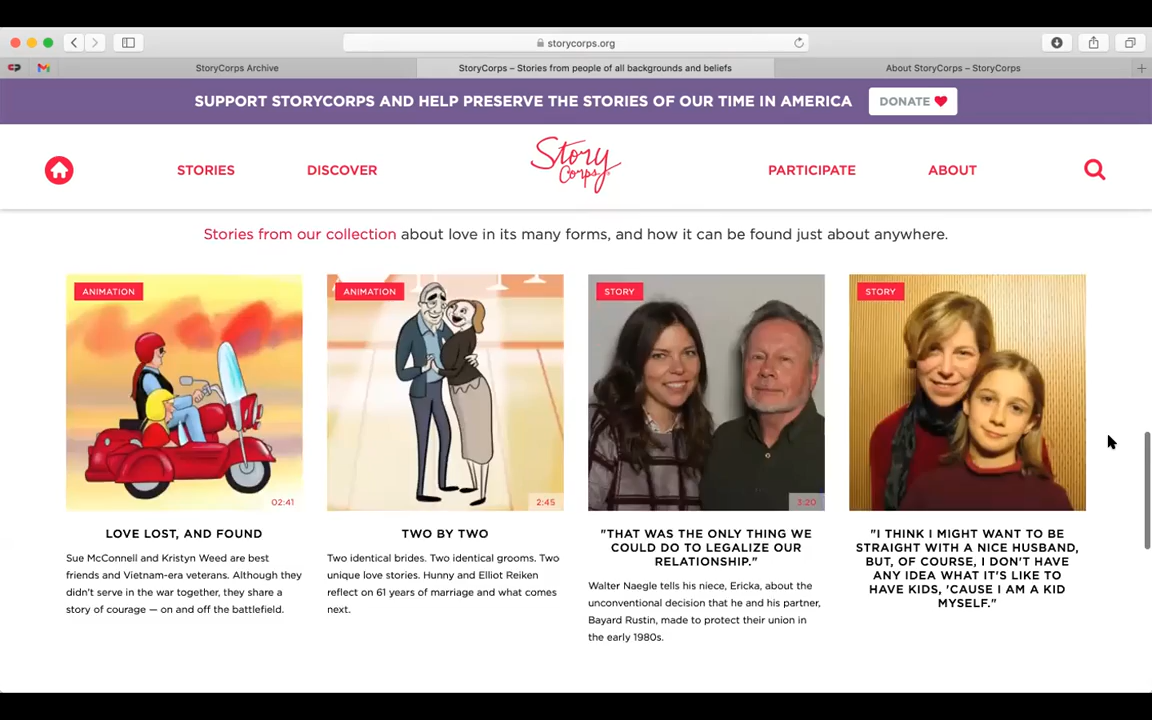 storycorps.org
StoryCorps Archive
StoryCorps – Stories from people of all backgrounds and beliefs
About StoryCorps – StoryCorps
SUPPORT STORYCORPS AND HELP PRESERVE THE STORIES OF OUR TIME IN AMERICA
DONATE
STORIES
DISCOVER
Story
Corps
PARTICIPATE
ABOUT
Stories from our collection about love in its many forms, and how it can be found just about anywhere.
ANIMATION
02:41
LOVE LOST, AND FOUND
Sue McConnell and Kristyn Weed are best
friends and Vietnam-era veterans. Although they
didn't serve in the war together, they share a
story of courage — on and off the battlefield.
ANIMATION
2:45
TWO BY TWO
Two identical brides. Two identical grooms. Two
unique love stories. Hunny and Elliot Reiken
reflect on 61 years of marriage and what comes
next.
STORY
3:20
"THAT WAS THE ONLY THING WE
COULD DO TO LEGALIZE OUR
RELATIONSHIP."
Walter Naegle tells his niece, Ericka, about the
unconventional decision that he and his partner,
Bayard Rustin, made to protect their union in
the early 1980s.
STORY
"I THINK I MIGHT WANT TO BE
STRAIGHT WITH A NICE HUSBAND,
BUT, OF COURSE, I DON'T HAVE
ANY IDEA WHAT IT'S LIKE TO
HAVE KIDS, 'CAUSE I AM A KID
MYSELF."